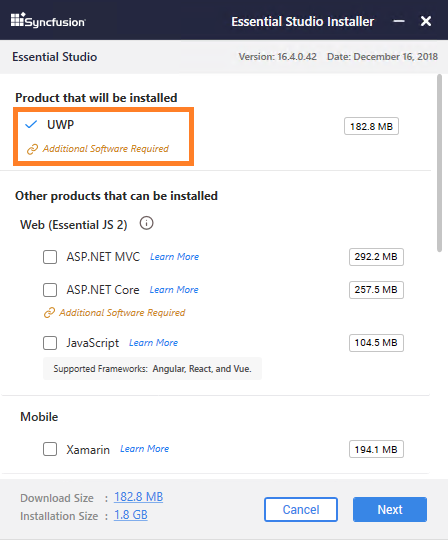 Syncfusion Essential Studio Installer
Essential Studio Version: 16.4.0.42 Date: December 16, 2018
Product that will be installed
UWP 182.8 MB
Additional Software Required
Other products that can be installed
Web (Essential JS 2)
ASP.NET MVC Learn More 292.2 MB
ASP.NET Core Learn More 257.5 MB
Additional Software Required
JavaScript Learn More 104.5 MB
Supported Frameworks: Angular, React, and Vue.
Mobile
Xamarin Learn More 194.1 MB
Download Size : 182.8 MB
Installation Size : 1.8 GB
Cancel Next